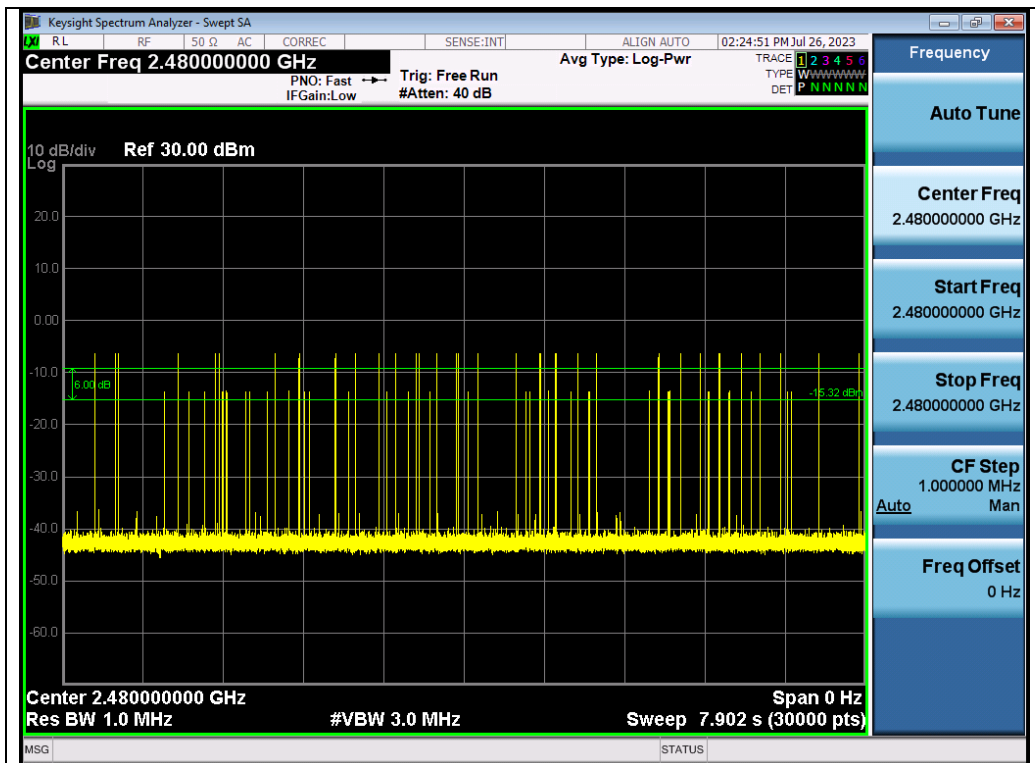 Keysight Spectrum Analyzer - Swept SA
LXI RL RF 50 Ω AC CORREC SENSE:INT ALIGN AUTO 02:24:51 PM Jul 26, 2023
Center Freq 2.480000000 GHz
PNO: Fast
IFGain:Low
Trig: Free Run
#Atten: 40 dB
Avg Type: Log-Pwr
TRACE 1 2 3 4 5 6
TYPE WWWWWWW
DET P N N N N N
10 dB/div Ref 30.00 dBm
Log
20.0
10.0
0.00
-10.0
6.00 dB
-15.32 dBm
-20.0
-30.0
-40.0
-50.0
-60.0
Center 2.480000000 GHz Span 0 Hz
Res BW 1.0 MHz #VBW 3.0 MHz Sweep 7.902 s (30000 pts)
MSG STATUS
Frequency
Auto Tune
Center Freq
2.480000000 GHz
Start Freq
2.480000000 GHz
Stop Freq
2.480000000 GHz
CF Step
1.000000 MHz
Auto Man
Freq Offset
0 Hz